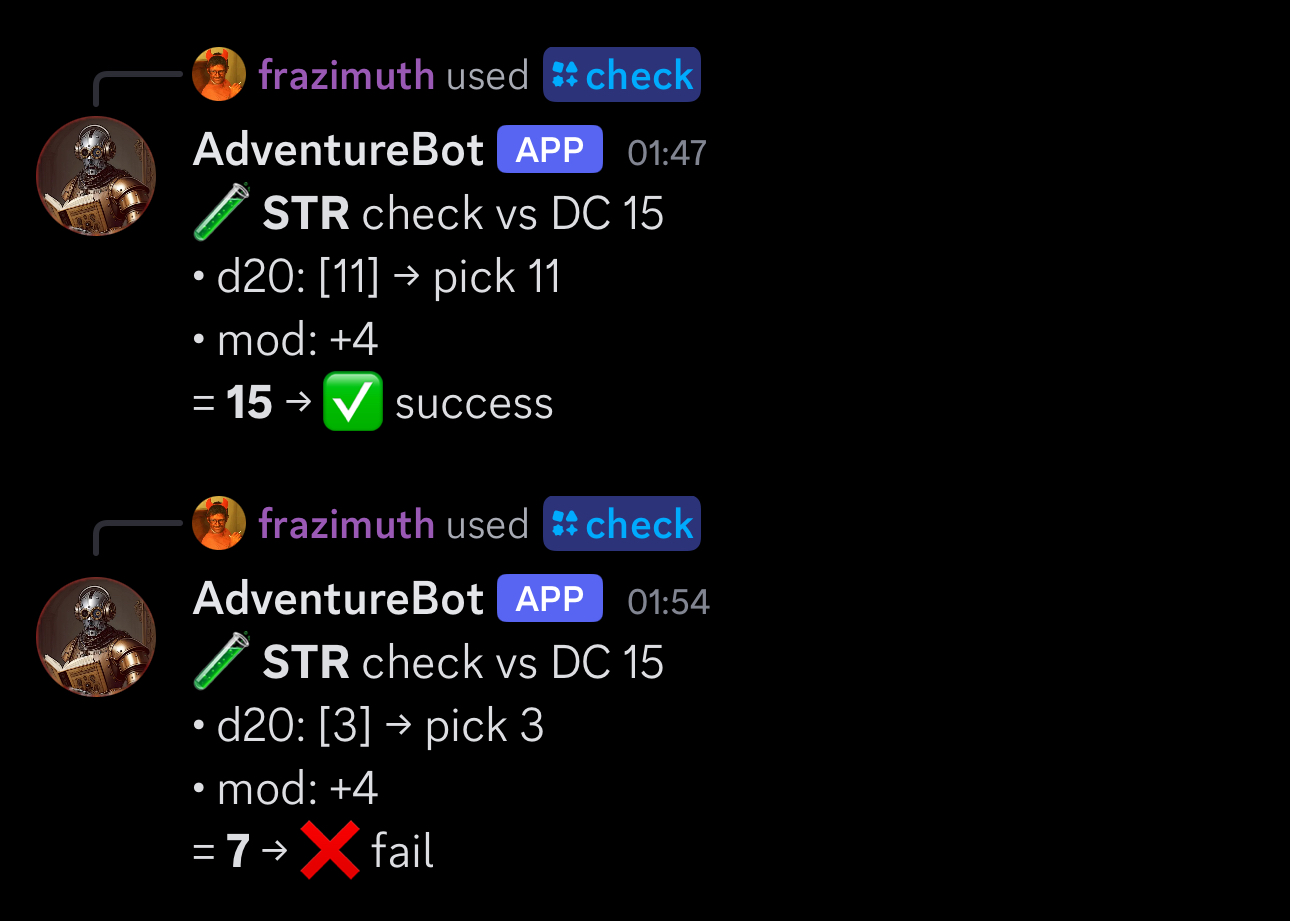 frazimuth used check
AdventureBot APP 01:47
🧪 STR check vs DC 15
• d20: [11] → pick 11
• mod: +4
= 15 → ✅ success
frazimuth used check
AdventureBot APP 01:54
🧪 STR check vs DC 15
• d20: [3] → pick 3
• mod: +4
= 7 → ❌ fail